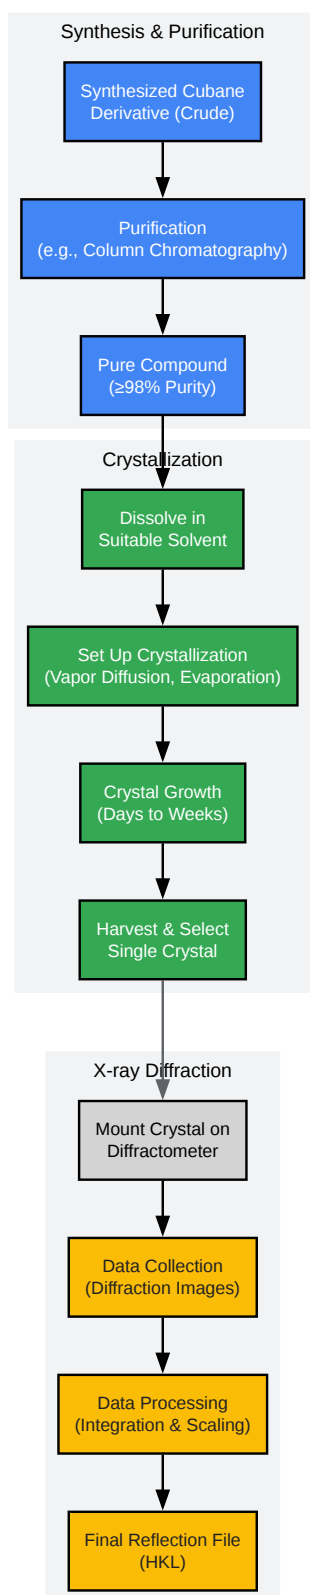 Synthesis & Purification
Synthesized Cubane
Derivative (Crude)
Purification
(e.g., Column Chromatography)
Pure Compound
(≥98% Purity)
Crystallization
Dissolve in
Suitable Solvent
Set Up Crystallization
(Vapor Diffusion, Evaporation)
Crystal Growth
(Days to Weeks)
Harvest & Select
Single Crystal
X-ray Diffraction
Mount Crystal on
Diffractometer
Data Collection
(Diffraction Images)
Data Processing
(Integration & Scaling)
Final Reflection File
(HKL)